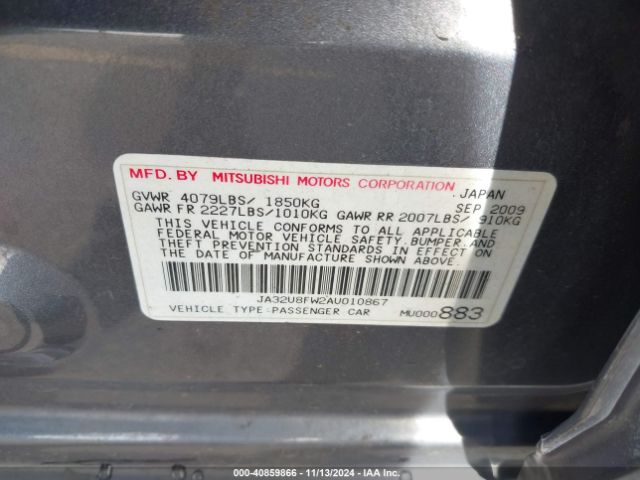 MFD. BY MITSUBISHI MOTORS CORPORATION
JAPAN
GVWR 4079LBS/ 1850KG SEP 2009
GAWR FR 2227LBS/1010KG GAWR RR 2007LBS/ 910KG
THIS VEHICLE CONFORMS TO ALL APPLICABLE
FEDERAL MOTOR VEHICLE SAFETY,BUMPER,AND
THEFT PREVENTION STANDARDS IN EFFECT ON
THE DATE OF MANUFACTURE SHOWN ABOVE.
JA32U8FW2AU010867
VEHICLE TYPE:PASSENGER CAR MU000883
000-40859866 - 11/13/2024 - IAA Inc.